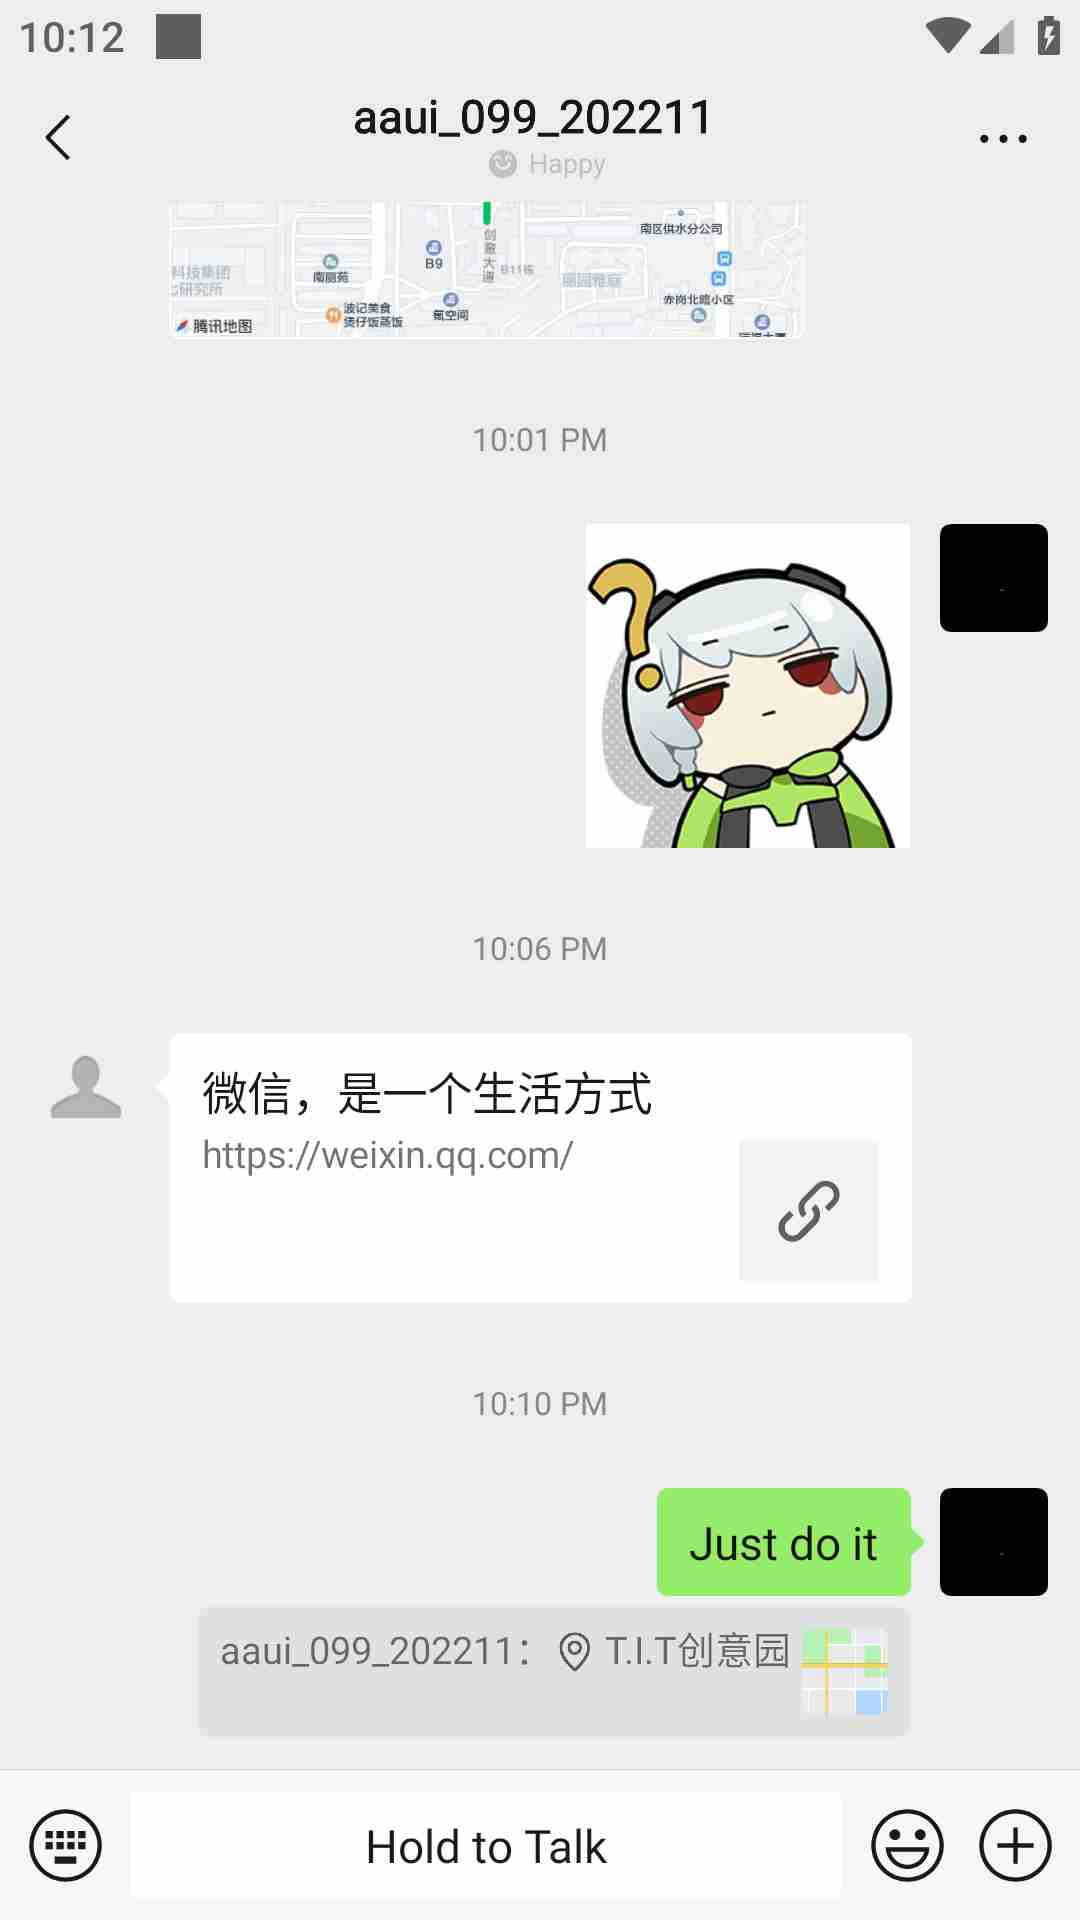 10:12
aaui_099_202211
Happy
南区供水分公司
创意大道
B9
B11栋
科技集团
研究所
南丽苑
丽园雅庭
赤岗北路小区
波记美食
煲仔饭蒸饭
氪空间
腾讯地图
10:01 PM
10:06 PM
微信，是一个生活方式
https://weixin.qq.com/
10:10 PM
Just do it
aaui_099_202211： T.I.T创意园
Hold to Talk